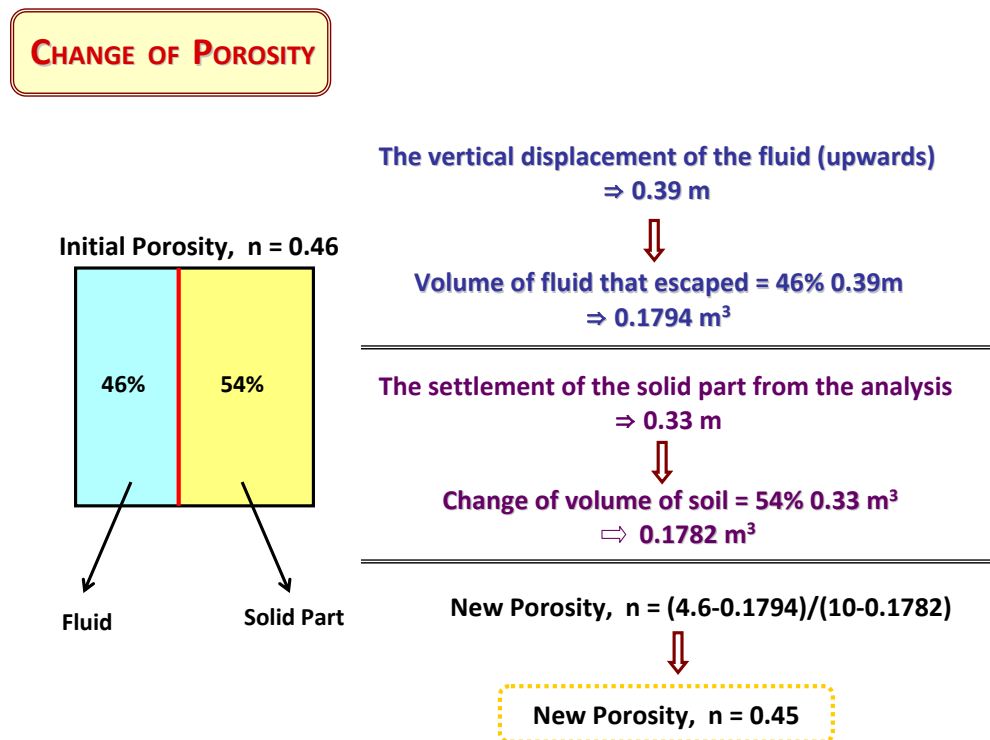 CHANGE OF POROSITY
The vertical displacement of the fluid (upwards)
⇒ 0.39 m
Initial Porosity, n = 0.46
Volume of fluid that escaped = 46% 0.39m
⇒ 0.1794 m³
46%
54%
The settlement of the solid part from the analysis
⇒ 0.33 m
Change of volume of soil = 54% 0.33 m³
⇨ 0.1782 m³
Fluid
Solid Part
New Porosity, n = (4.6-0.1794)/(10-0.1782)
New Porosity, n = 0.45